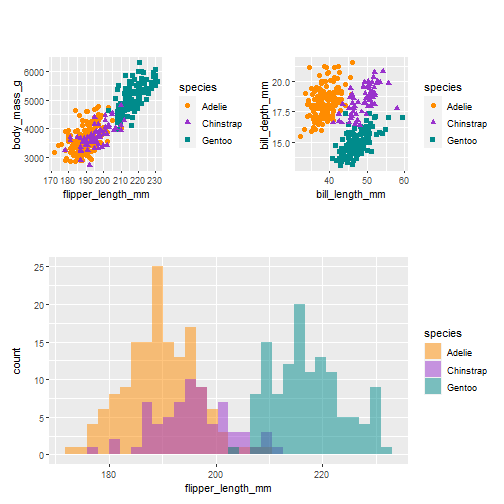 body_mass_g
6000
5000
4000
3000
170 180 190 200 210 220 230
flipper_length_mm
species
Adelie
Chinstrap
Gentoo
bill_depth_mm
20.0
17.5
15.0
40 50 60
bill_length_mm
species
Adelie
Chinstrap
Gentoo
count
25
20
15
10
5
0
180 200 220
flipper_length_mm
species
Adelie
Chinstrap
Gentoo